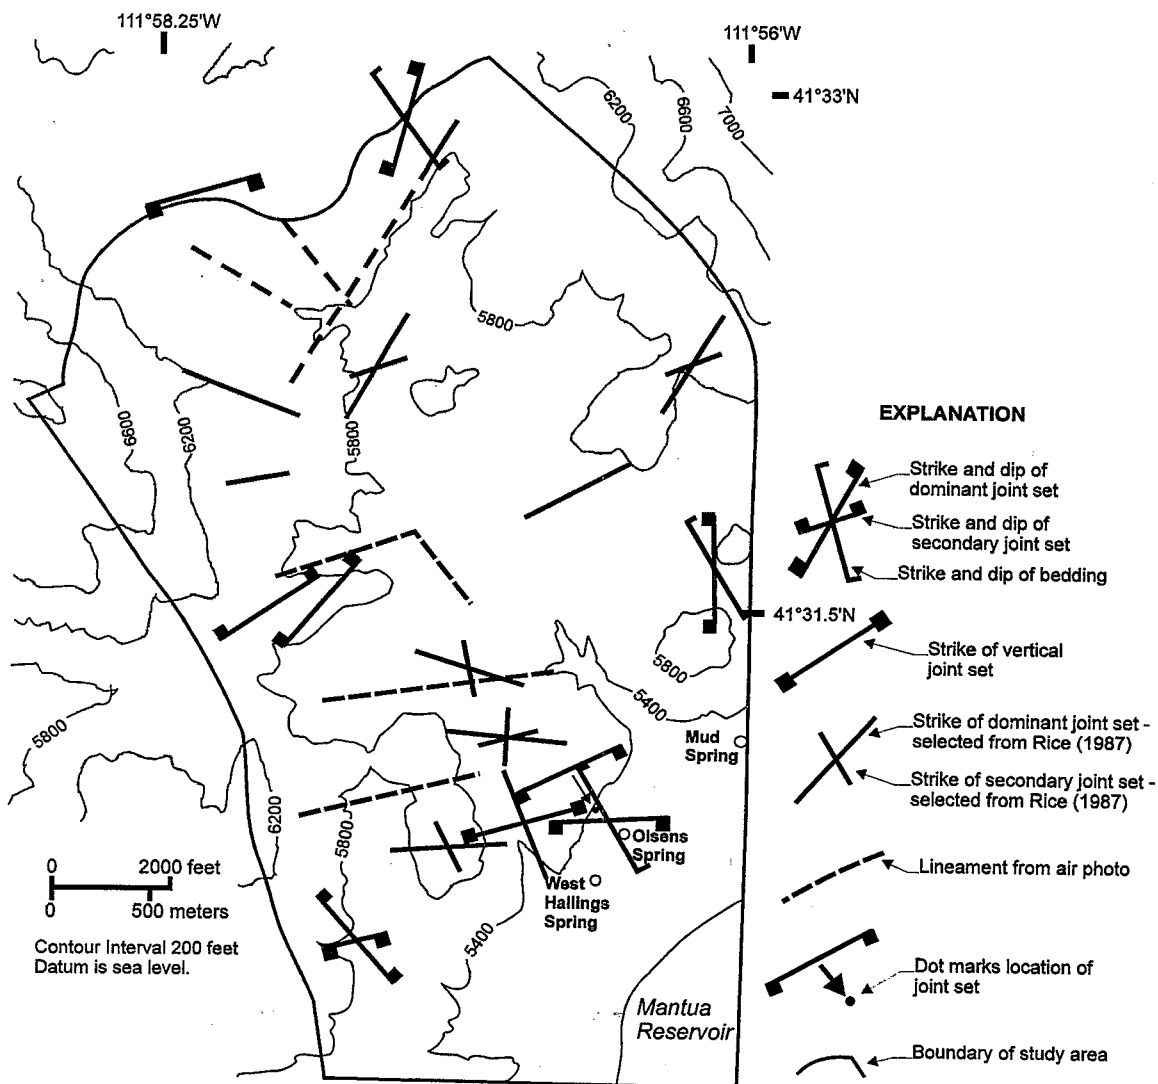 111°58.25'W
111°56'W
41°33'N
6200
6600
7000
5800
6600
6200
5800
EXPLANATION
Strike and dip of
dominant joint set
Strike and dip of
secondary joint set
Strike and dip of bedding
41°31.5'N
Strike of vertical
joint set
5800
5400
5800
Mud
Spring
Strike of dominant joint set -
selected from Rice (1987)
Strike of secondary joint set -
selected from Rice (1987)
6200
5800
Olsens
Spring
0 2000 feet
0 500 meters
West
Hallings
Spring
Lineament from air photo
5400
Contour Interval 200 feet
Datum is sea level.
Dot marks location of
joint set
Mantua
Reservoir
Boundary of study area